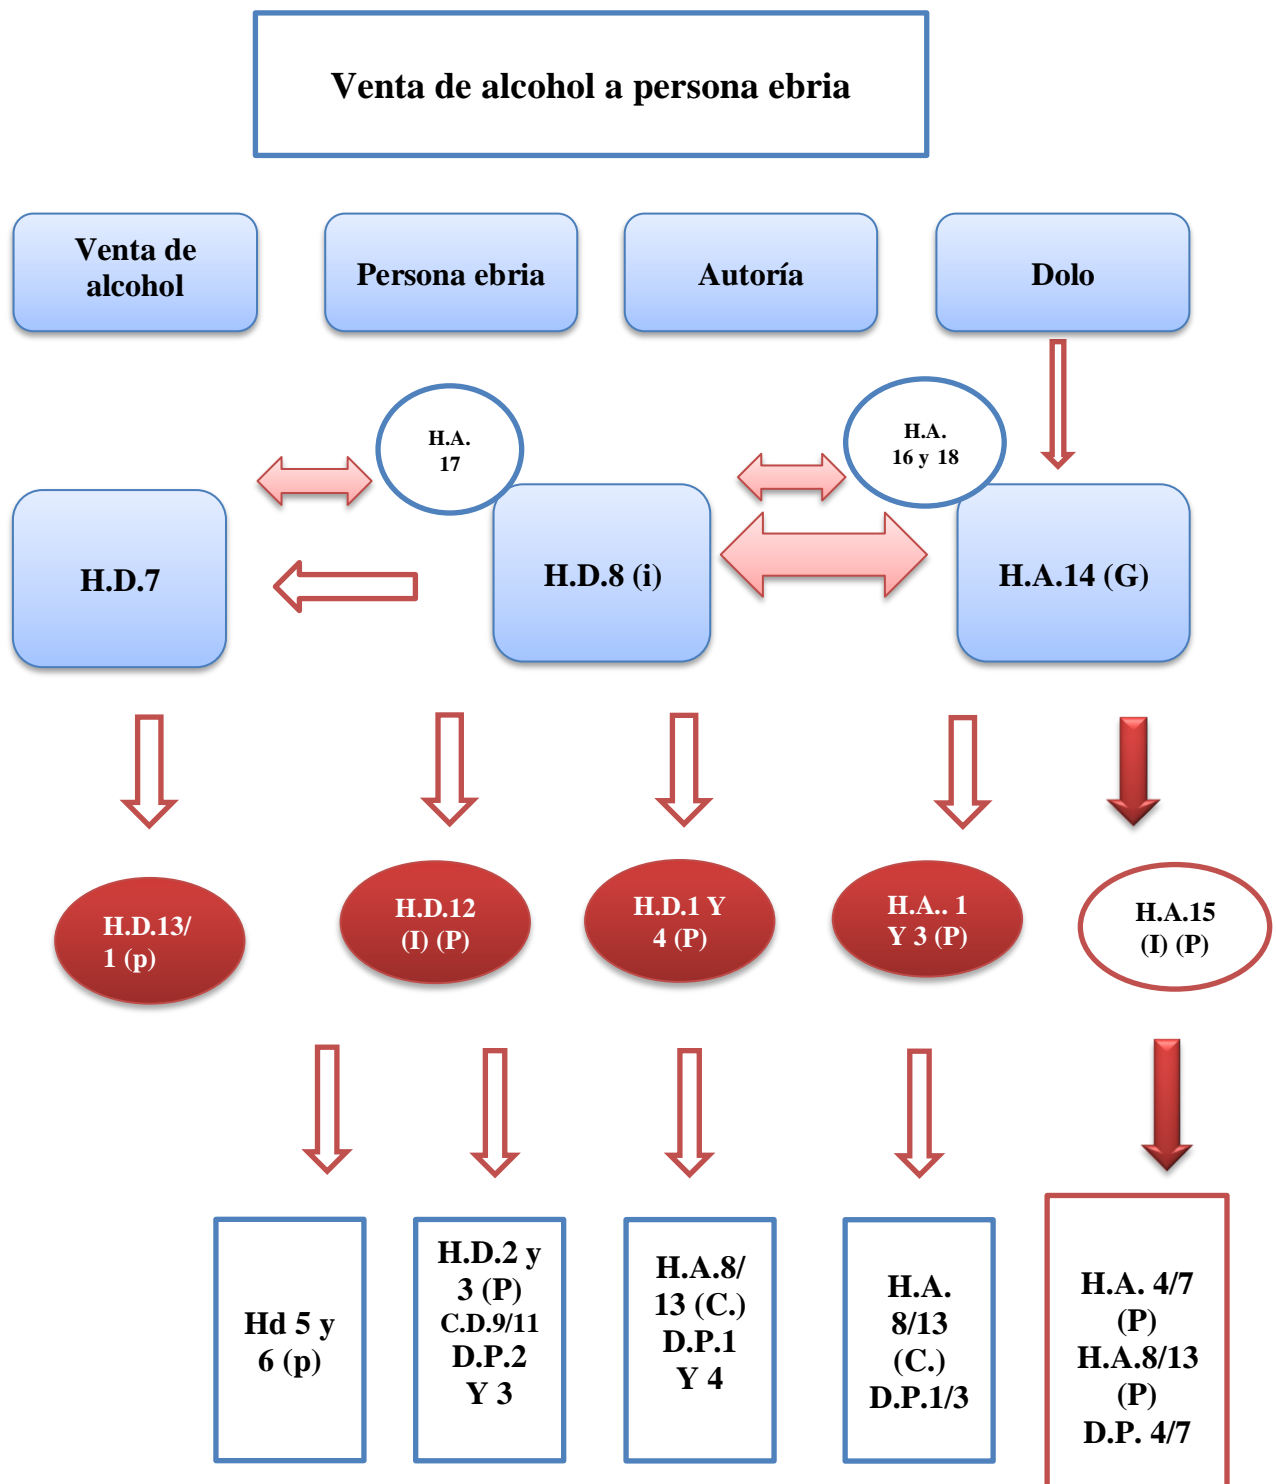 Venta de alcohol a persona ebria
Venta de
alcohol
Persona ebria
Autoría
Dolo
H.A.
17
H.A.
16 y 18
H.D.7
H.D.8 (i)
H.A.14 (G)
H.D.13/
1 (p)
H.D.12
(I) (P)
H.D.1 Y
4 (P)
H.A.. 1
Y 3 (P)
H.A.15
(I) (P)
Hd 5 y
6 (p)
H.D.2 y
3 (P)
C.D.9/11
D.P.2
Y 3
H.A.8/
13 (C.)
D.P.1
Y 4
H.A.
8/13
(C.)
D.P.1/3
H.A. 4/7
(P)
H.A.8/13
(P)
D.P. 4/7